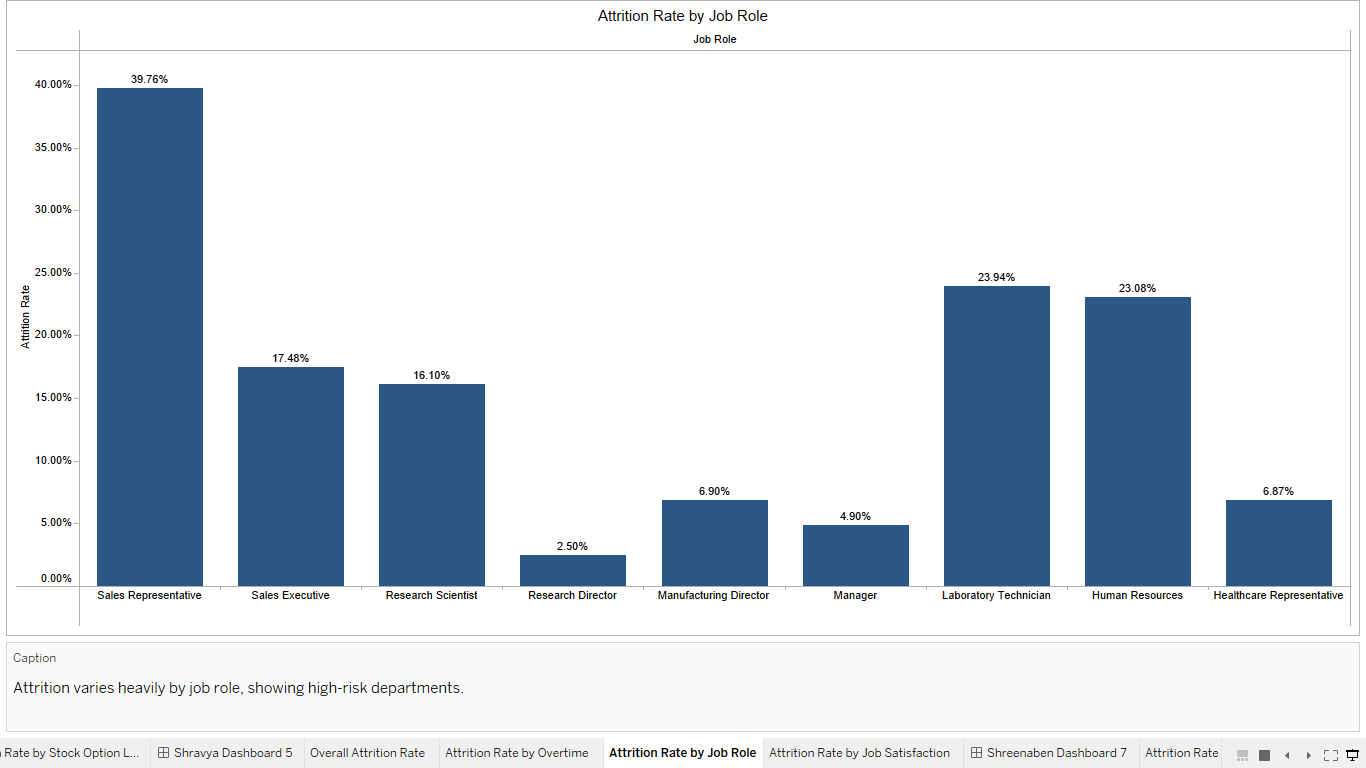 Attrition Rate by Job Role
Job Role
40.00%
35.00%
30.00%
25.00%
20.00%
15.00%
10.00%
5.00%
0.00%
Attrition Rate
39.76%
17.48%
16.10%
2.50%
6.90%
4.90%
23.94%
23.08%
6.87%
Sales Representative Sales Executive Research Scientist Research Director Manufacturing Director Manager Laboratory Technician Human Resources Healthcare Representative
Caption
Attrition varies heavily by job role, showing high-risk departments.
Rate by Stock Option L... Shravya Dashboard 5 Overall Attrition Rate Attrition Rate by Overtime Attrition Rate by Job Role Attrition Rate by Job Satisfaction Shreenaben Dashboard 7 Attrition Rate